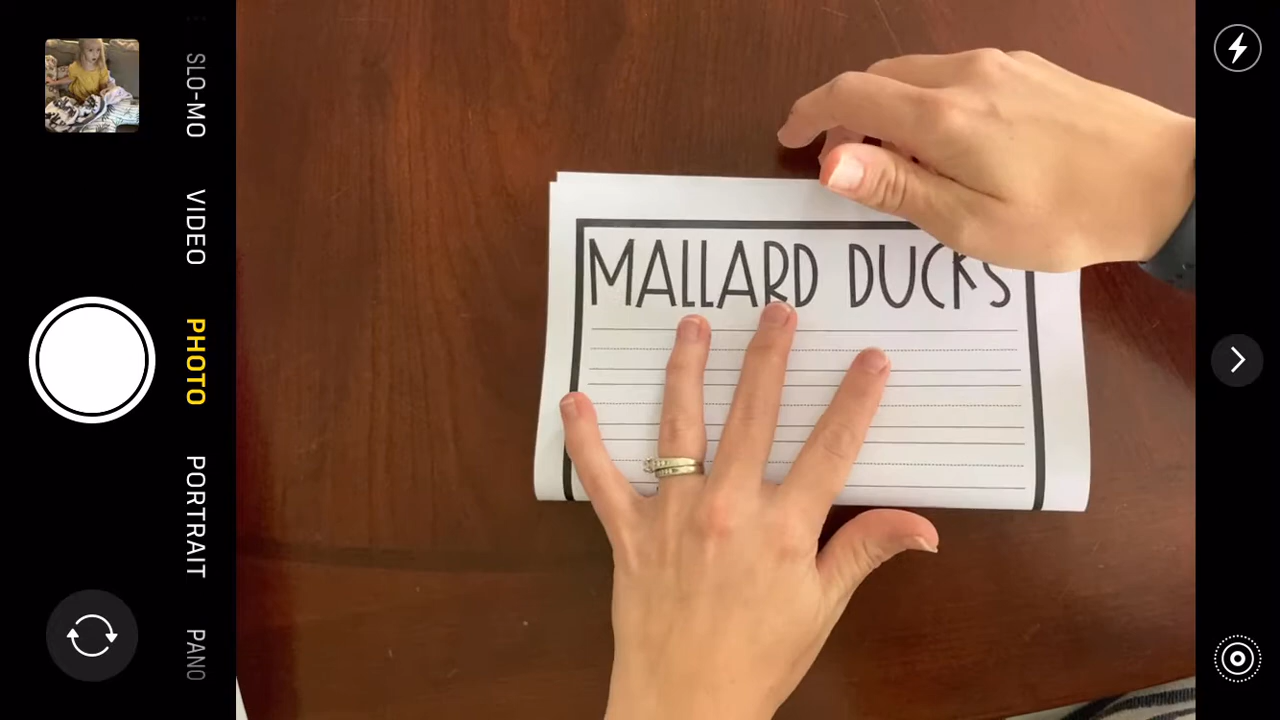 SLO-MO
VIDEO
PHOTO
PORTRAIT
PANO
MALLARD DUCKS